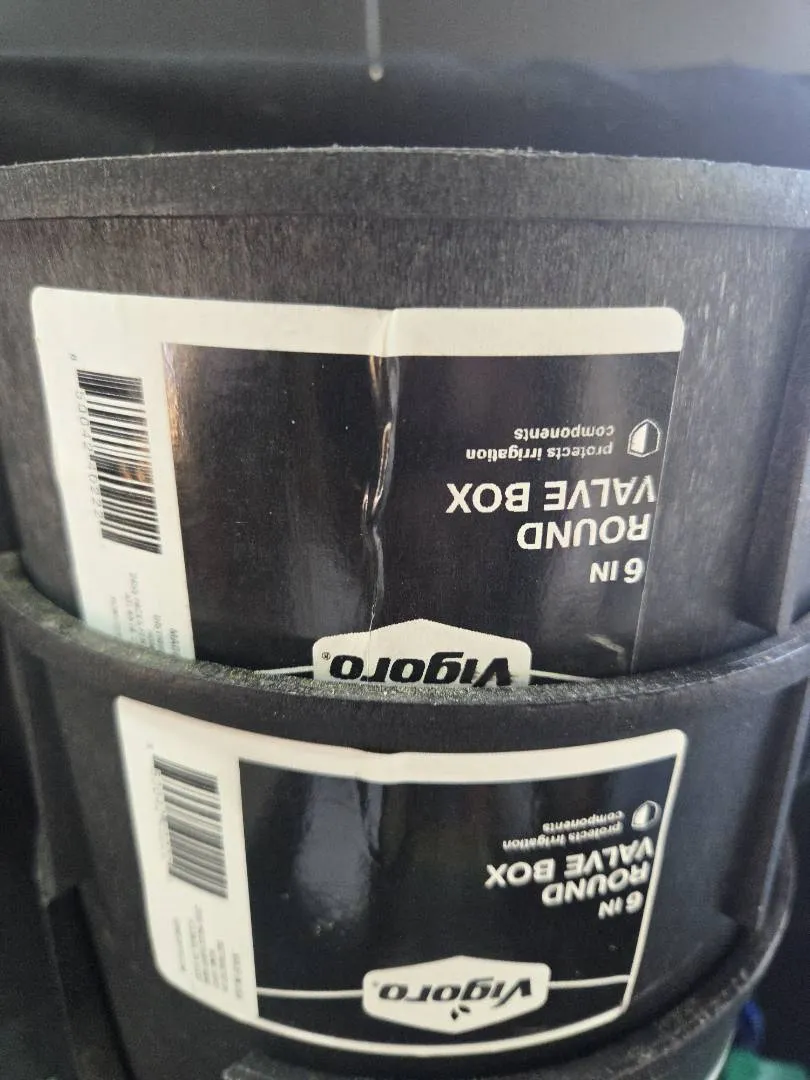 Vigoro
6 IN
ROUND
VALVE BOX
protects irrigation
components
Vigoro®
6 IN
ROUND
VALVE BOX
protects irrigation
components